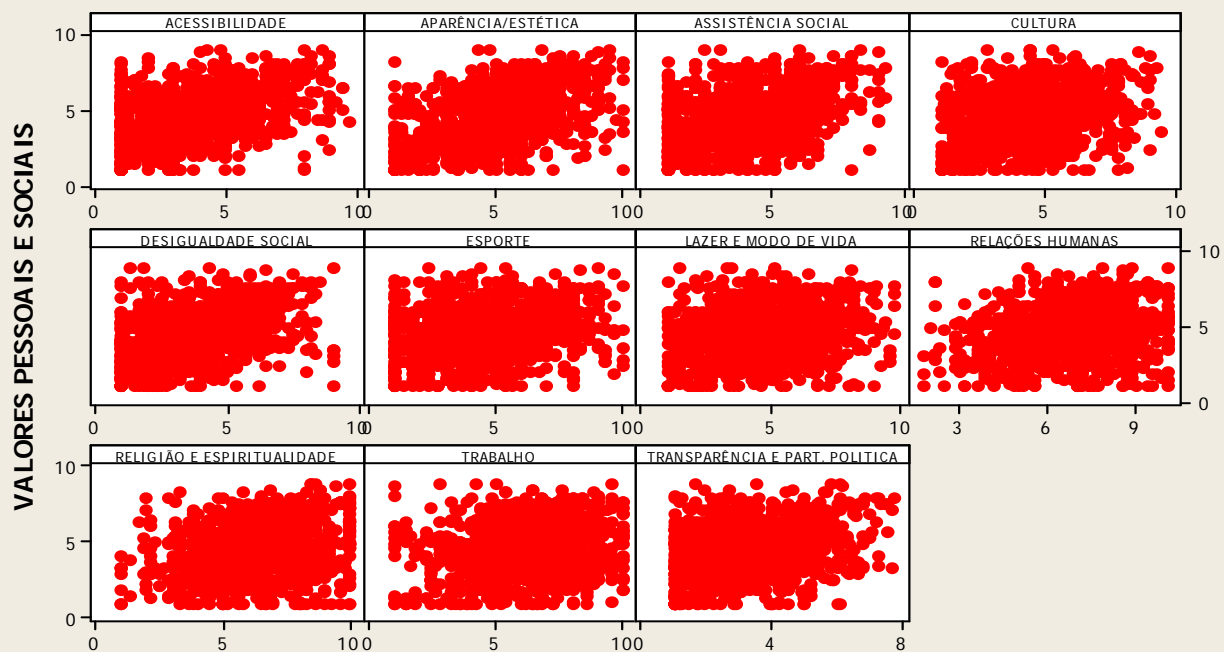 ACESSIBILIDADE APARÊNCIA/ESTÉTICA ASSISTÊNCIA SOCIAL CULTURA
10
5
0
0 5 10 0 5 10 0 5 10 0 5 10
VALORES PESSOAIS E SOCIAIS
DESIGUALDADE SOCIAL ESPORTE LAZER E MODO DE VIDA RELAÇÕES HUMANAS
10
5
0
0 5 10 0 5 10 0 5 10 3 6 9
RELIGIÃO E ESPIRITUALIDADE TRABALHO TRANSPARÊNCIA E PART. POLITICA
10
5
0
0 5 10 0 5 10 0 4 8